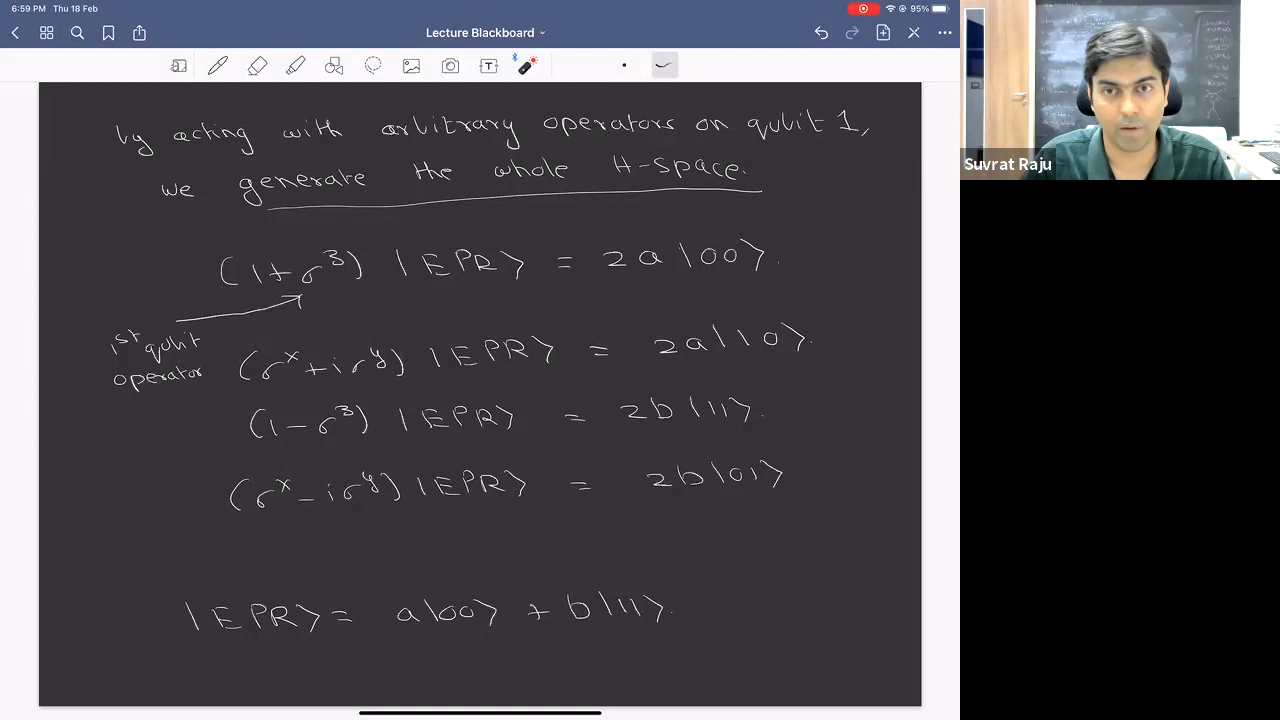 6:59 PM Thu 18 Feb
95%
Lecture Blackboard
T
by acting with arbitrary operators on qubit 1,
we generate the whole H-space.
(1+σ³) |EPR⟩ = 2a|00⟩.
1st qubit
operator
(σˣ+iσʸ) |EPR⟩ = 2a|10⟩.
(1-σ³) |EPR⟩ = 2b|11⟩.
(σˣ-iσʸ) |EPR⟩ = 2b|01⟩
|EPR⟩ = a|00⟩ + b|11⟩.
Suvrat Raju